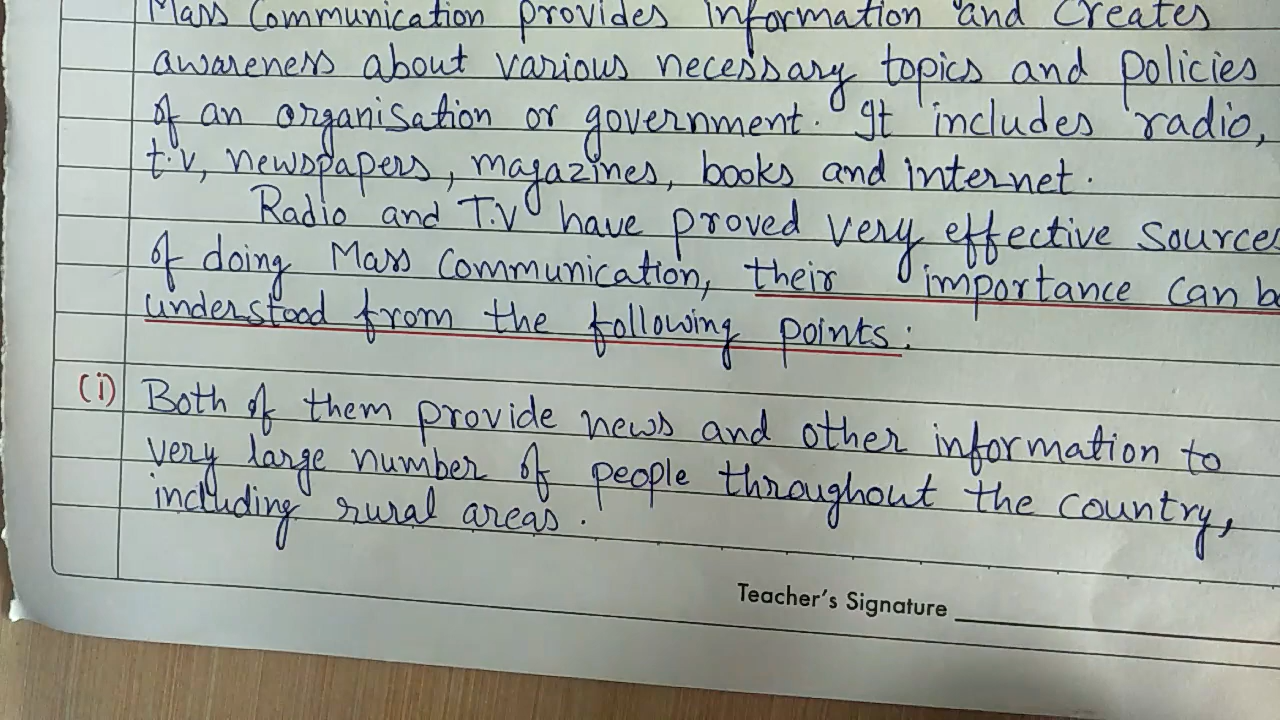 Mass Communication provides information and creates
awareness about various necessary topics and policies
of an organisation or government. It includes radio,
t.v, newspapers, magazines, books and internet.
Radio and T.V have proved very effective Source
of doing Mass Communication, their importance can b
understood from the following points:
(i) Both of them provide news and other information to
very large number of people throughout the country,
including rural areas.
Teacher's Signature